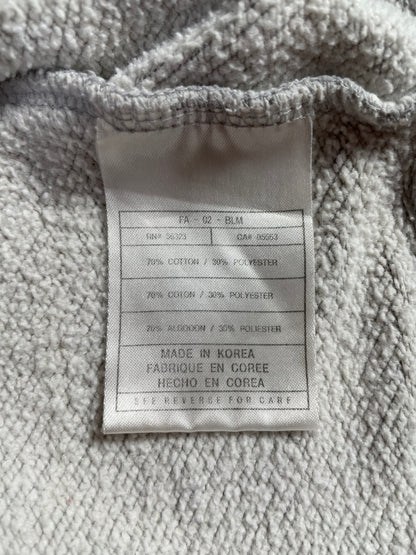 FA - 02 - BLM
RN# 56323 CA# 05053
70% COTTON / 30% POLYESTER
70% COTON / 30% POLYESTER
70% ALGODON / 30% POLIESTER
MADE IN KOREA
FABRIQUE EN COREE
HECHO EN COREA
SEE REVERSE FOR CARE